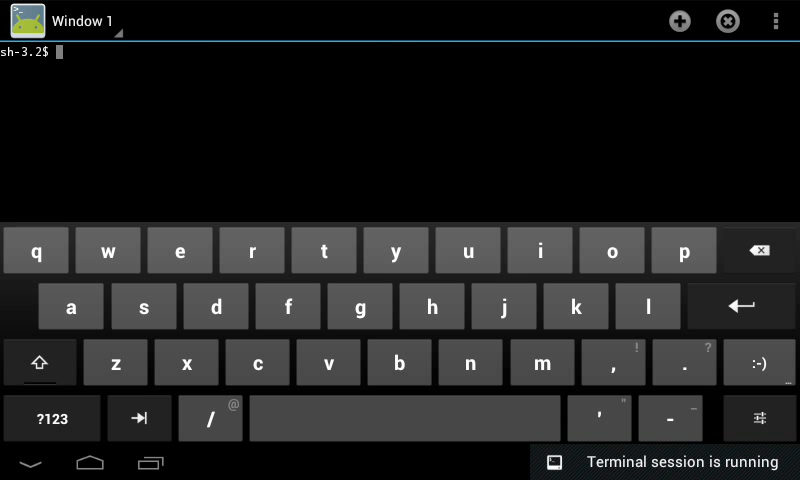 >_
Window 1
sh-3.2$
q w e r t y u i o p
a s d f g h j k l
z x c v b n m , ! . ? :-) …
?123 / @ ' " - _
Terminal session is running